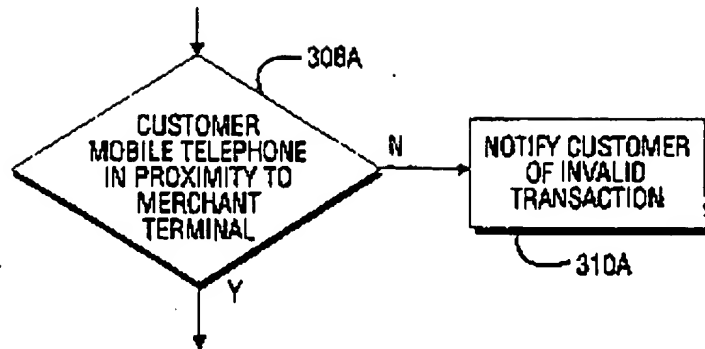 308A
CUSTOMER
MOBILE TELEPHONE
IN PROXIMITY TO
MERCHANT
TERMINAL
N
NOTIFY CUSTOMER
OF INVALID
TRANSACTION
310A
Y